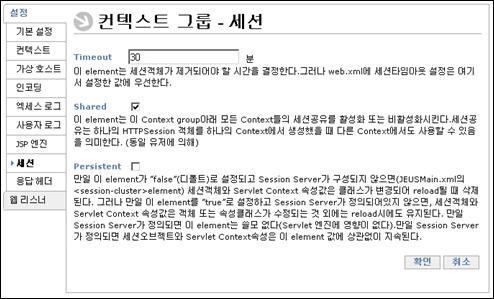 설정
기본 설정
컨텍스트
가상 호스트
인코딩
엑세스 로그
사용자 로그
JSP 엔진
세션
응답 헤더
웹 리스너
컨텍스트 그룹 - 세션
Timeout 30 분
이 element는 세션객체가 제거되어야 할 시간을 결정한다.그러나 web.xml에 세션타임아웃 설정은 여기
서 설정한 값에 우선한다.
Shared
이 element는 이 Context group아래 모든 Context들의 세션공유를 활성화 또는 비활성화시킨다.세션공
유는 하나의 HTTPSession 객체를 하나의 Context에서 생성했을 때 다른 Context에서도 사용할 수 있음
을 의미한다. (동일 유저에 의해)
Persistent
만일 이 element가 "false"(디폴트)로 설정되고 Session Server가 구성되지 않으면(JEUSMain.xml의
<session-cluster>element) 세션객체와 Servlet Context 속성값은 클래스가 변경되어 reload될 때 삭제
된다. 그러나 만일 이 element를 "true"로 설정하고 Session Server가 정의되어있지 않으면, 세션객체와
Servlet Context 속성값은 객체 또는 속성클래스가 수정되는 것 외에는 reload시에도 유지된다. 만일
Session Server가 정의되면 이 element는 쓸모 없다(Servlet 엔진에 영향이 없다).만일 Session Server
가 정의되면 세션오브젝트와 Servlet Context속성은 이 element 값에 상관없이 지속된다.
확인 취소